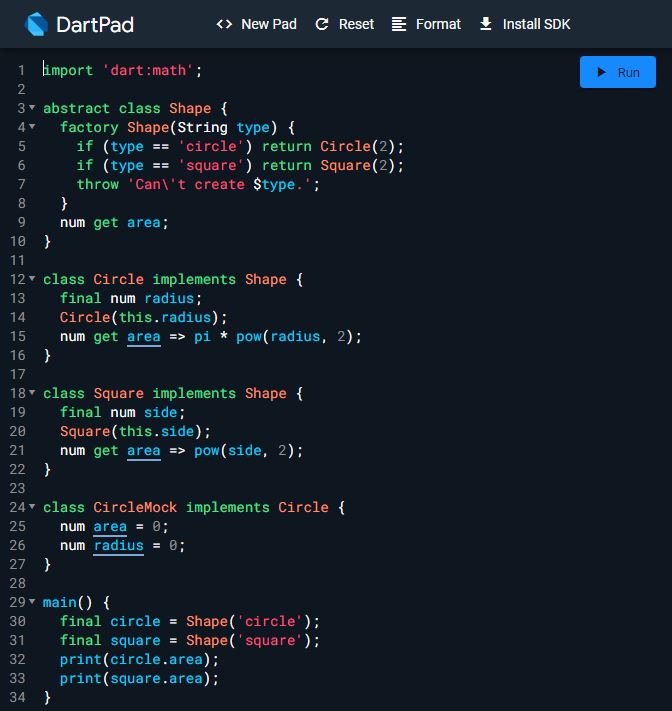 DartPad <> New Pad Reset Format Install SDK
Run
1 import 'dart:math';
2
3 abstract class Shape {
4   factory Shape(String type) {
5     if (type == 'circle') return Circle(2);
6     if (type == 'square') return Square(2);
7     throw 'Can\'t create $type.';
8   }
9   num get area;
10 }
11
12 class Circle implements Shape {
13   final num radius;
14   Circle(this.radius);
15   num get area => pi * pow(radius, 2);
16 }
17
18 class Square implements Shape {
19   final num side;
20   Square(this.side);
21   num get area => pow(side, 2);
22 }
23
24 class CircleMock implements Circle {
25   num area = 0;
26   num radius = 0;
27 }
28
29 main() {
30   final circle = Shape('circle');
31   final square = Shape('square');
32   print(circle.area);
33   print(square.area);
34 }